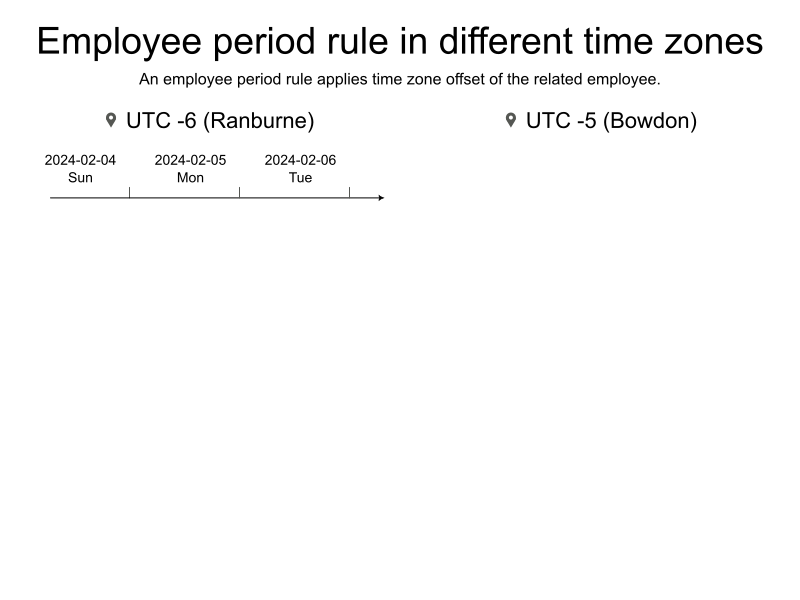 Employee period rule in different time zones
An employee period rule applies time zone offset of the related employee.
UTC -6 (Ranburne)
UTC -5 (Bowdon)
2024-02-04 2024-02-05 2024-02-06
Sun Mon Tue